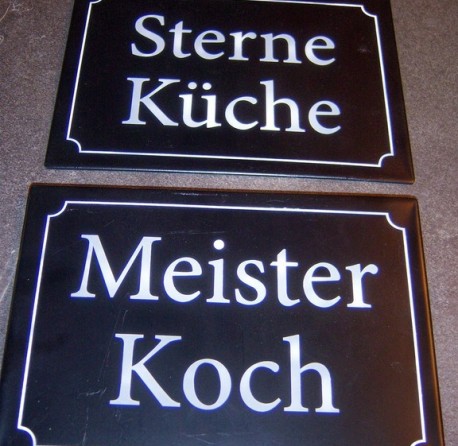 Sterne
Küche
Meister
Koch